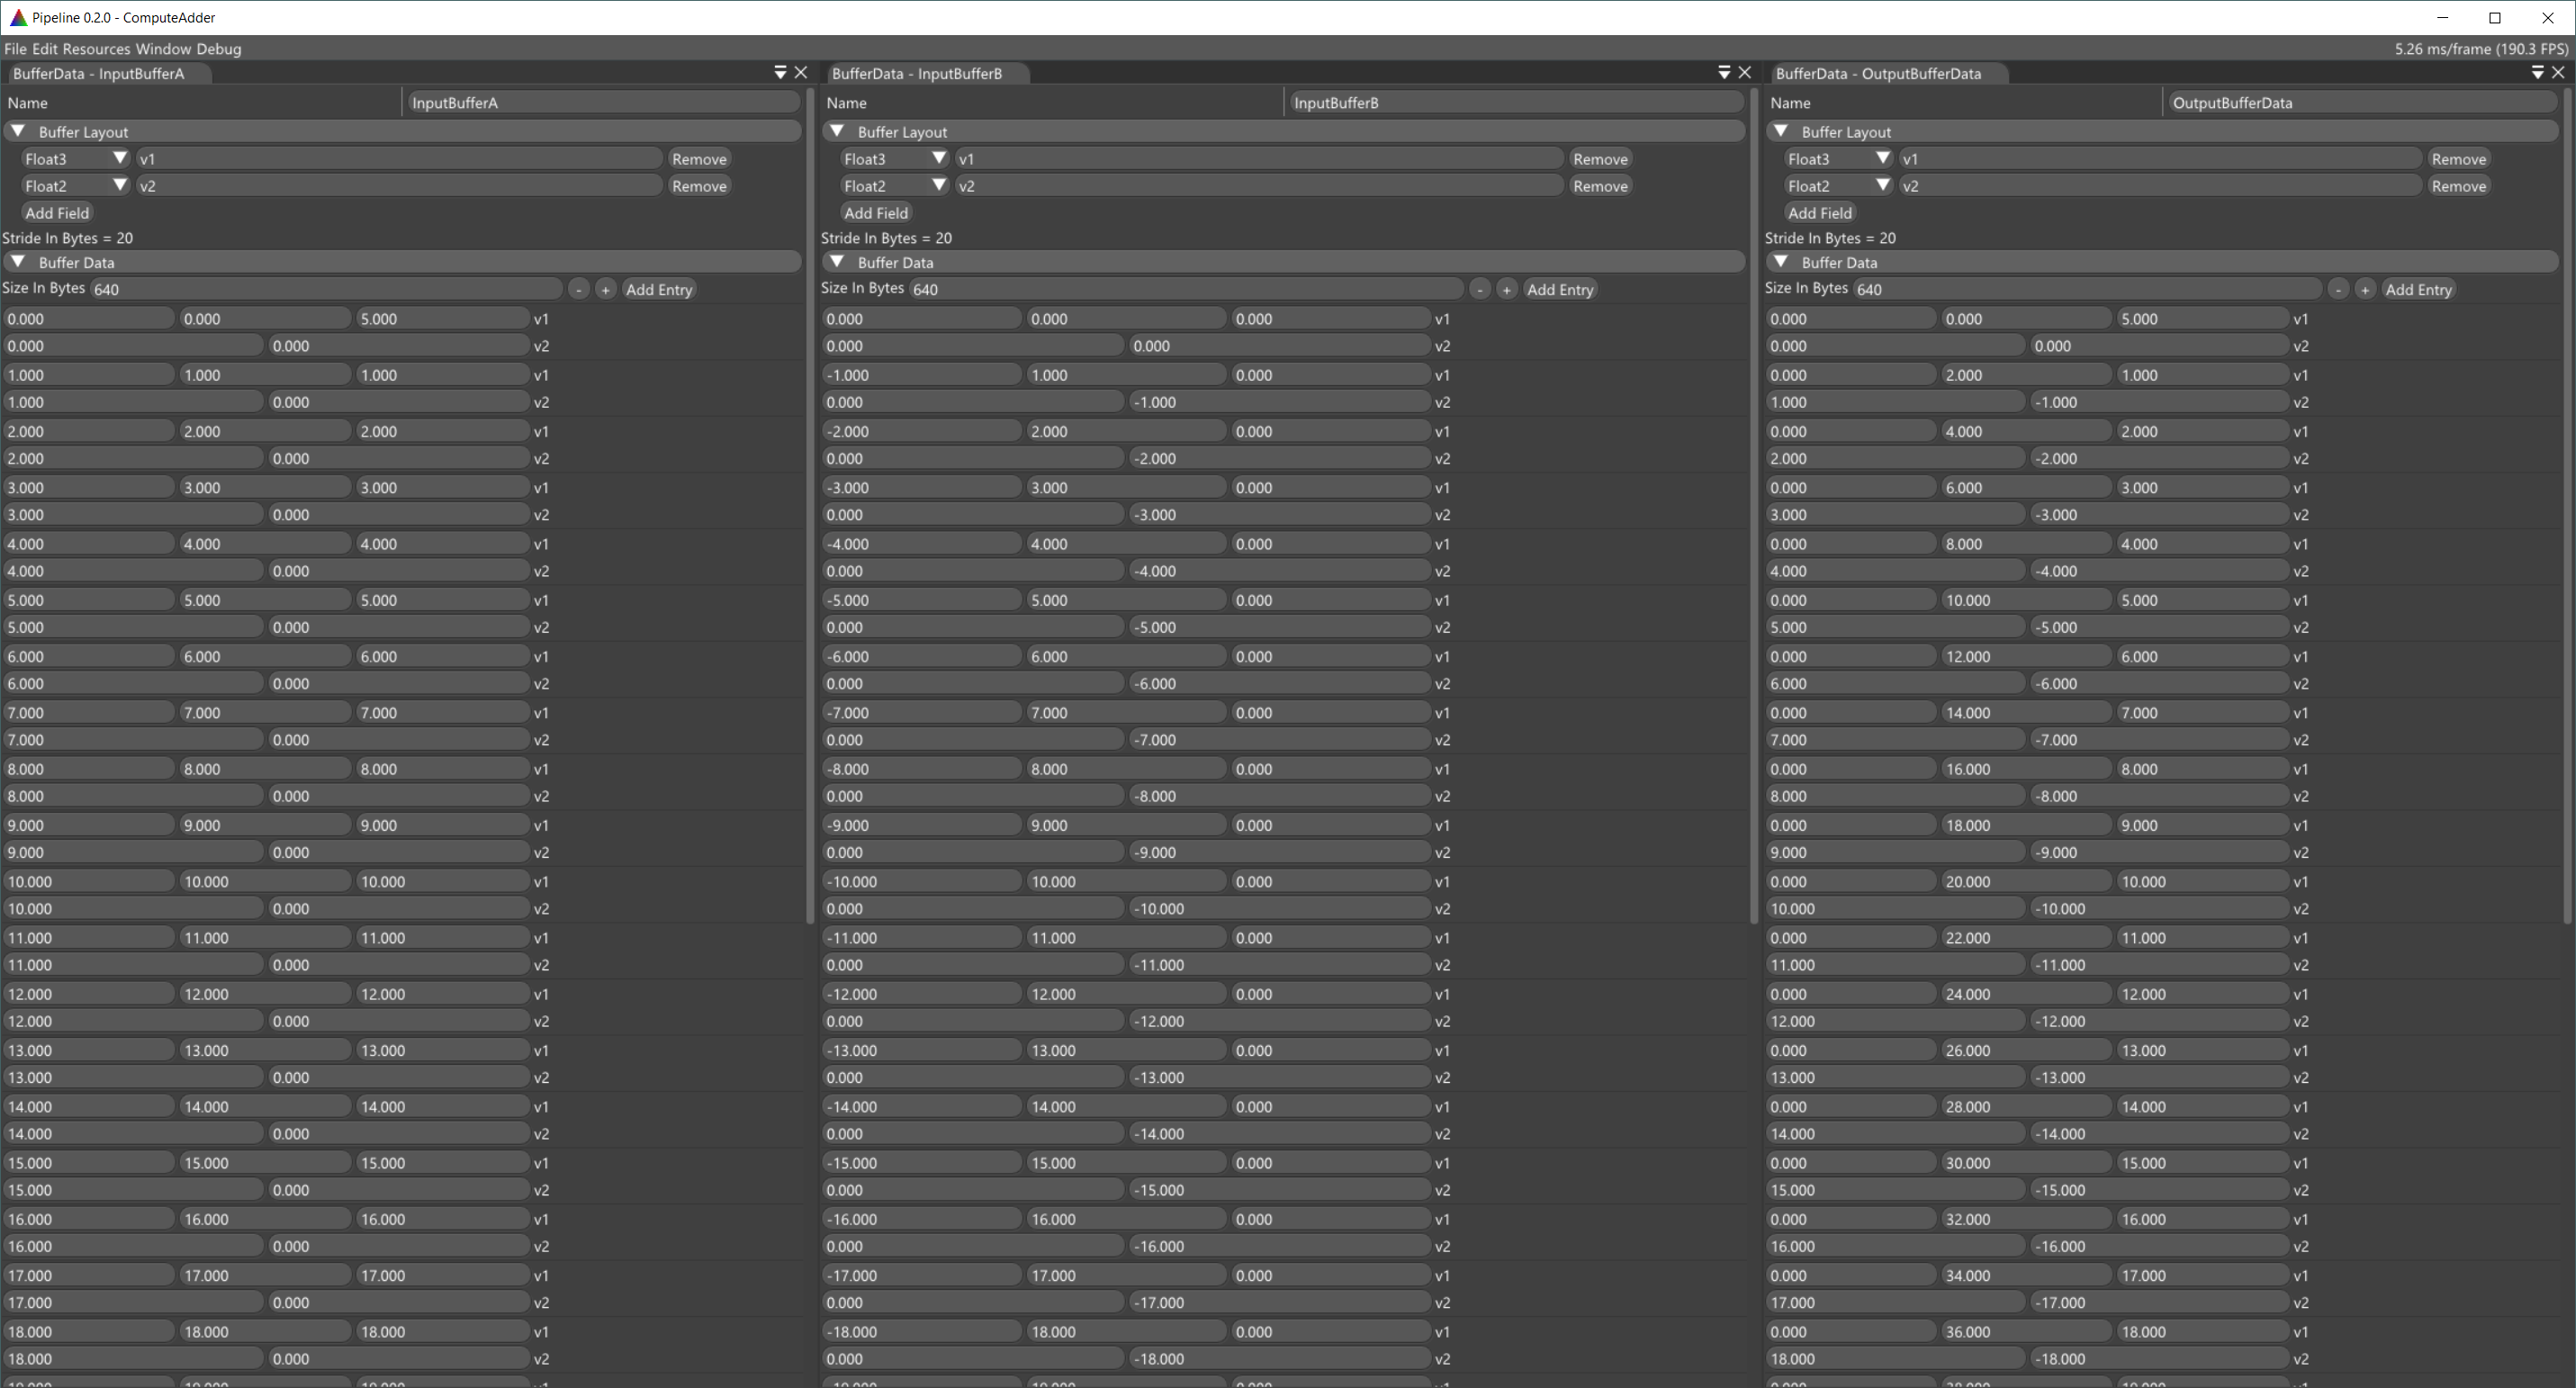 Pipeline 0.2.0 - ComputeAdder
File Edit Resources Window Debug
5.26 ms/frame (190.3 FPS)
BufferData - InputBufferA
Name InputBufferA
Buffer Layout
Float3 v1 Remove
Float2 v2 Remove
Add Field
Stride In Bytes = 20
Buffer Data
Size In Bytes 640 - + Add Entry
0.000 0.000 5.000 v1
0.000 0.000 v2
1.000 1.000 1.000 v1
1.000 0.000 v2
2.000 2.000 2.000 v1
2.000 0.000 v2
3.000 3.000 3.000 v1
3.000 0.000 v2
4.000 4.000 4.000 v1
4.000 0.000 v2
5.000 5.000 5.000 v1
5.000 0.000 v2
6.000 6.000 6.000 v1
6.000 0.000 v2
7.000 7.000 7.000 v1
7.000 0.000 v2
8.000 8.000 8.000 v1
8.000 0.000 v2
9.000 9.000 9.000 v1
9.000 0.000 v2
10.000 10.000 10.000 v1
10.000 0.000 v2
11.000 11.000 11.000 v1
11.000 0.000 v2
12.000 12.000 12.000 v1
12.000 0.000 v2
13.000 13.000 13.000 v1
13.000 0.000 v2
14.000 14.000 14.000 v1
14.000 0.000 v2
15.000 15.000 15.000 v1
15.000 0.000 v2
16.000 16.000 16.000 v1
16.000 0.000 v2
17.000 17.000 17.000 v1
17.000 0.000 v2
18.000 18.000 18.000 v1
18.000 0.000 v2
BufferData - InputBufferB
Name InputBufferB
Buffer Layout
Float3 v1 Remove
Float2 v2 Remove
Add Field
Stride In Bytes = 20
Buffer Data
Size In Bytes 640 - + Add Entry
0.000 0.000 0.000 v1
0.000 0.000 v2
-1.000 1.000 0.000 v1
0.000 -1.000 v2
-2.000 2.000 0.000 v1
0.000 -2.000 v2
-3.000 3.000 0.000 v1
0.000 -3.000 v2
-4.000 4.000 0.000 v1
0.000 -4.000 v2
-5.000 5.000 0.000 v1
0.000 -5.000 v2
-6.000 6.000 0.000 v1
0.000 -6.000 v2
-7.000 7.000 0.000 v1
0.000 -7.000 v2
-8.000 8.000 0.000 v1
0.000 -8.000 v2
-9.000 9.000 0.000 v1
0.000 -9.000 v2
-10.000 10.000 0.000 v1
0.000 -10.000 v2
-11.000 11.000 0.000 v1
0.000 -11.000 v2
-12.000 12.000 0.000 v1
0.000 -12.000 v2
-13.000 13.000 0.000 v1
0.000 -13.000 v2
-14.000 14.000 0.000 v1
0.000 -14.000 v2
-15.000 15.000 0.000 v1
0.000 -15.000 v2
-16.000 16.000 0.000 v1
0.000 -16.000 v2
-17.000 17.000 0.000 v1
0.000 -17.000 v2
-18.000 18.000 0.000 v1
0.000 -18.000 v2
BufferData - OutputBufferData
Name OutputBufferData
Buffer Layout
Float3 v1 Remove
Float2 v2 Remove
Add Field
Stride In Bytes = 20
Buffer Data
Size In Bytes 640 - + Add Entry
0.000 0.000 5.000 v1
0.000 0.000 v2
0.000 2.000 1.000 v1
1.000 -1.000 v2
0.000 4.000 2.000 v1
2.000 -2.000 v2
0.000 6.000 3.000 v1
3.000 -3.000 v2
0.000 8.000 4.000 v1
4.000 -4.000 v2
0.000 10.000 5.000 v1
5.000 -5.000 v2
0.000 12.000 6.000 v1
6.000 -6.000 v2
0.000 14.000 7.000 v1
7.000 -7.000 v2
0.000 16.000 8.000 v1
8.000 -8.000 v2
0.000 18.000 9.000 v1
9.000 -9.000 v2
0.000 20.000 10.000 v1
10.000 -10.000 v2
0.000 22.000 11.000 v1
11.000 -11.000 v2
0.000 24.000 12.000 v1
12.000 -12.000 v2
0.000 26.000 13.000 v1
13.000 -13.000 v2
0.000 28.000 14.000 v1
14.000 -14.000 v2
0.000 30.000 15.000 v1
15.000 -15.000 v2
0.000 32.000 16.000 v1
16.000 -16.000 v2
0.000 34.000 17.000 v1
17.000 -17.000 v2
0.000 36.000 18.000 v1
18.000 -18.000 v2